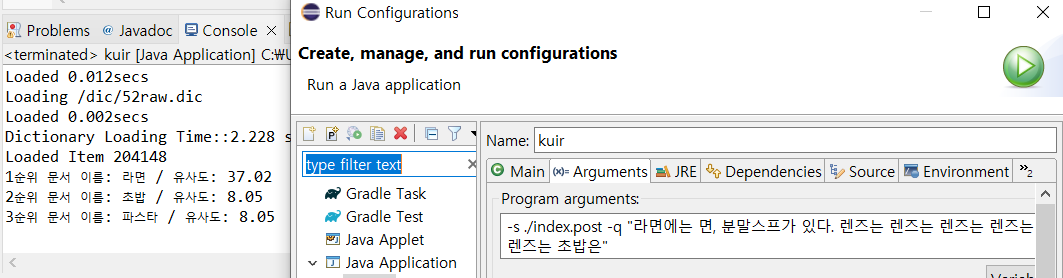 Run Configurations
Problems Javadoc Console
<terminated> kuir [Java Application] C:₩U
Loaded 0.012secs
Loading /dic/52raw.dic
Loaded 0.002secs
Dictionary Loading Time::2.228 s
Loaded Item 204148
1순위 문서 이름: 라면 / 유사도: 37.02
2순위 문서 이름: 초밥 / 유사도: 8.05
3순위 문서 이름: 파스타 / 유사도: 8.05
Create, manage, and run configurations
Run a Java application
type filter text
Gradle Task
Gradle Test
Java Applet
Java Application
Name: kuir
Main (x)= Arguments JRE Dependencies Source Environment »2
Program arguments:
-s ./index.post -q "라면에는 면, 분말스프가 있다. 렌즈는 렌즈는 렌즈는 렌즈는
렌즈는 초밥은"